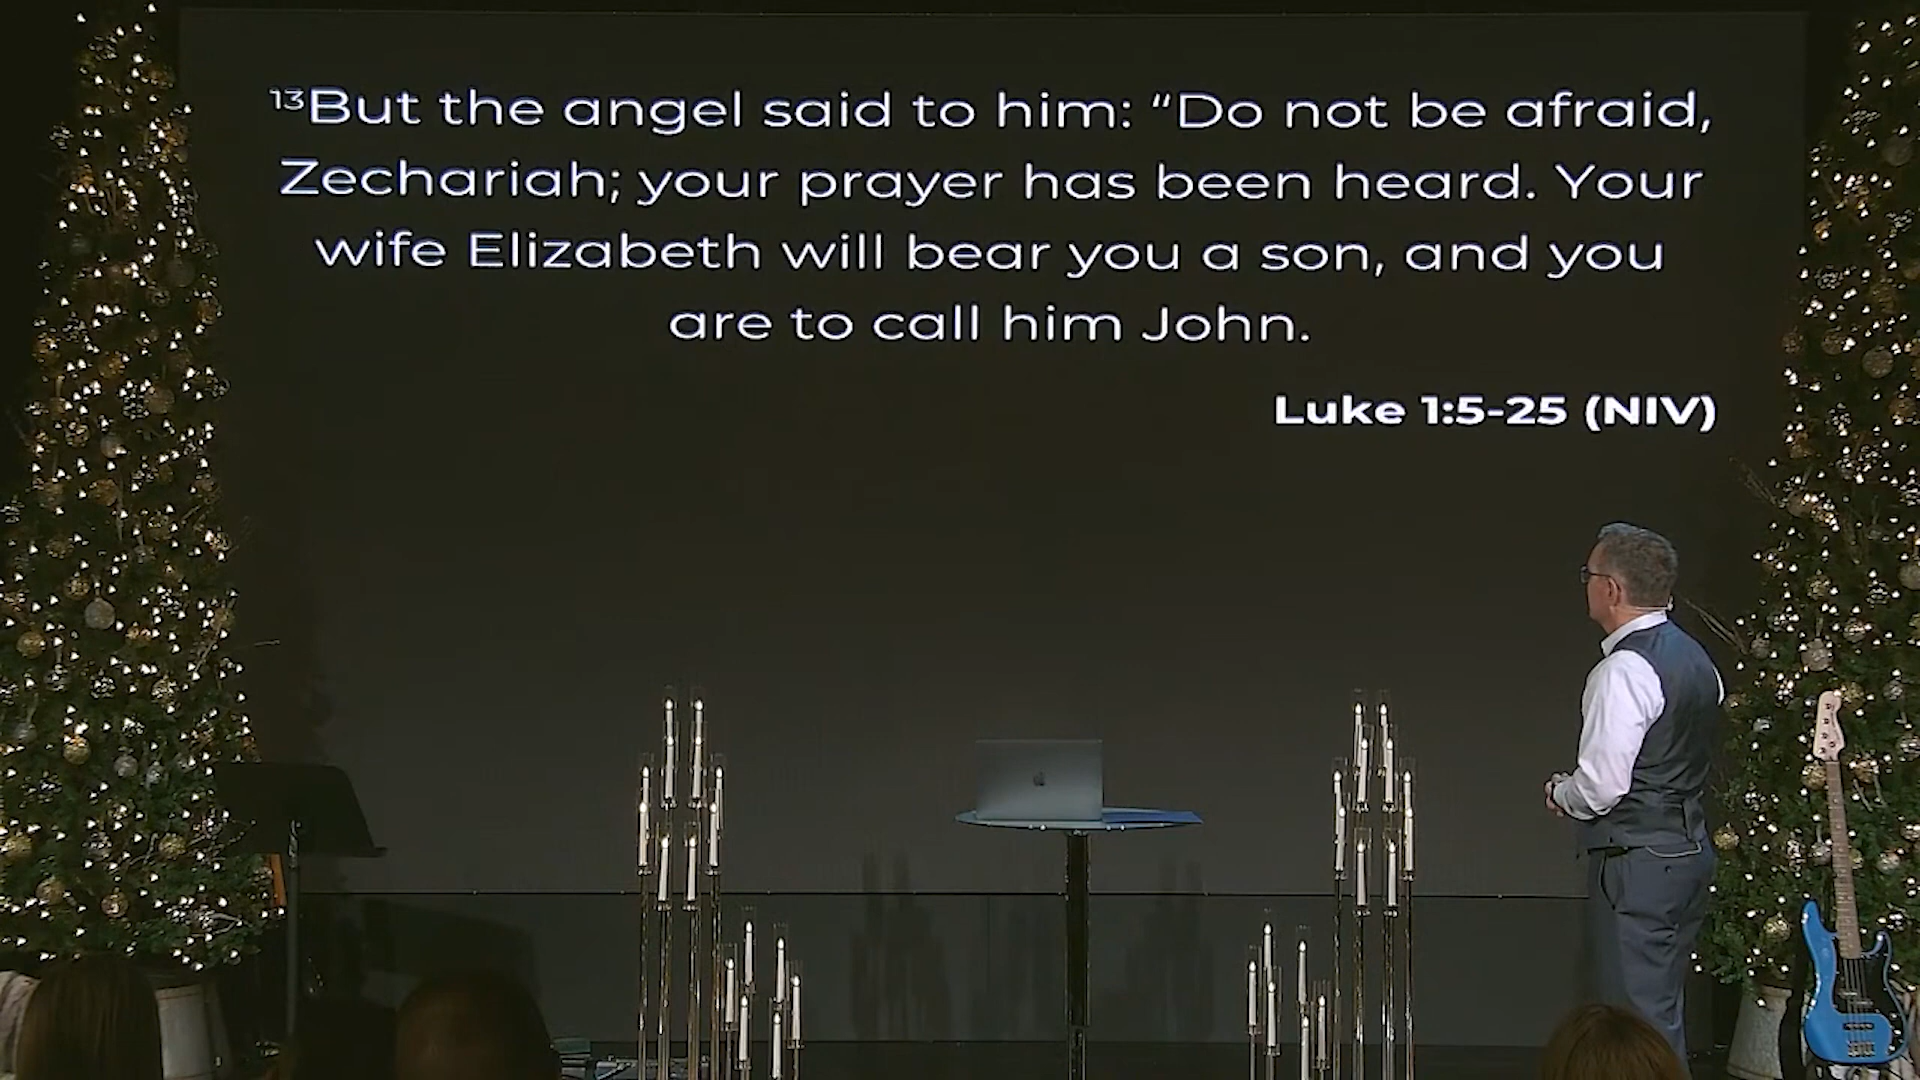 ¹³But the angel said to him: “Do not be afraid,
Zechariah; your prayer has been heard. Your
wife Elizabeth will bear you a son, and you
are to call him John.
Luke 1:5-25 (NIV)